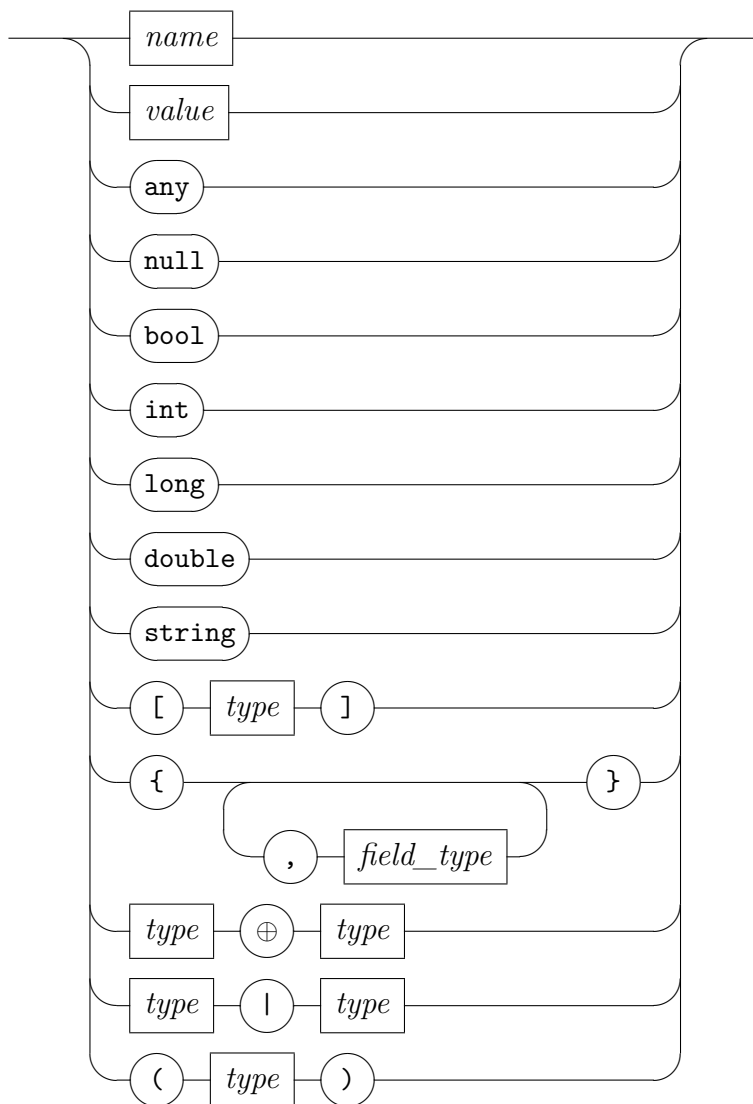 name
value
any
null
bool
int
long
double
string
[ type ]
{ }
, field_type
type ⊕ type
type | type
( type )